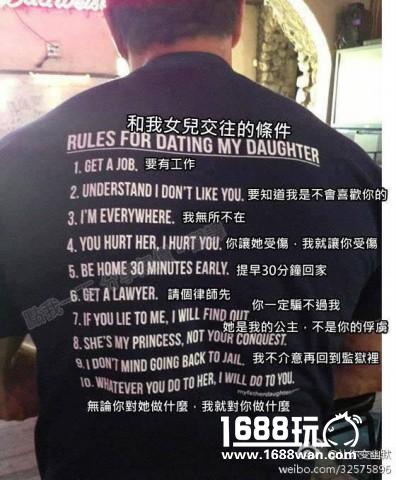 Budweiser
和我女兒交往的條件
RULES FOR DATING MY DAUGHTER
1. GET A JOB. 要有工作
2. UNDERSTAND I DON'T LIKE YOU. 要知道我是不會喜歡你的
3. I'M EVERYWHERE. 我無所不在
4. YOU HURT HER, I HURT YOU. 你讓她受傷，我就讓你受傷
5. BE HOME 30 MINUTES EARLY. 提早30分鐘回家
6. GET A LAWYER. 請個律師先
7. IF YOU LIE TO ME, I WILL FIND OUT. 你一定騙不過我
她是我的公主，不是你的俘虜
8. SHE'S MY PRINCESS, NOT YOUR CONQUEST.
9. I DON'T MIND GOING BACK TO JAIL. 我不介意再回到監獄裡
10. WHATEVER YOU DO TO HER, I WILL DO TO YOU.
無論你對她做什麼，我就對你做什麼
1688玩
www.1688wan.com
weibo.com/32575896